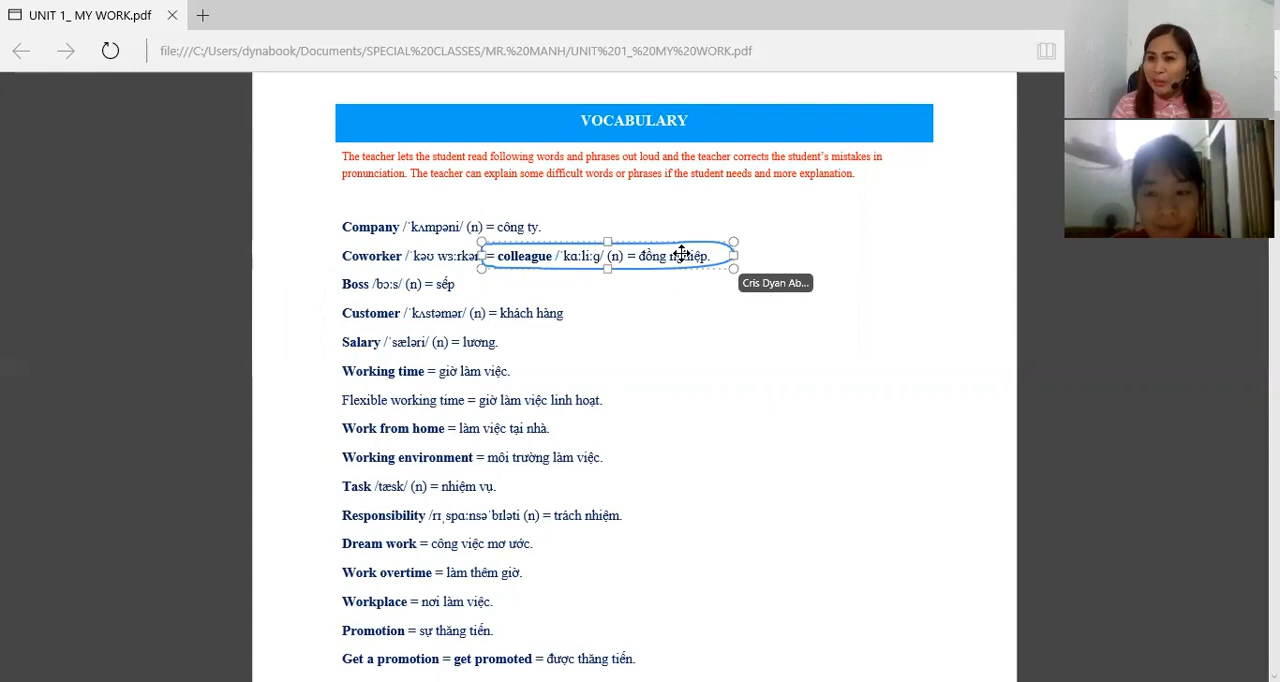 UNIT 1_ MY WORK.pdf
file:///C:/Users/dynabook/Documents/SPECIAL%20CLASSES/MR.%20MANH/UNIT%201_%20MY%20WORK.pdf
VOCABULARY
The teacher lets the student read following words and phrases out loud and the teacher corrects the student's mistakes in
pronunciation. The teacher can explain some difficult words or phrases if the student needs and more explanation.
Company /ˈkʌmpəni/ (n) = công ty.
Coworker /ˈkəʊ wɜːrkər = colleague /ˈkɑːliːɡ/ (n) = đồng nghiệp.
Cris Dyan Ab...
Boss /bɔːs/ (n) = sếp
Customer /ˈkʌstəmər/ (n) = khách hàng
Salary /ˈsæləri/ (n) = lương.
Working time = giờ làm việc.
Flexible working time = giờ làm việc linh hoạt.
Work from home = làm việc tại nhà.
Working environment = môi trường làm việc.
Task /tæsk/ (n) = nhiệm vụ.
Responsibility /rɪˌspɑːnsəˈbɪləti (n) = trách nhiệm.
Dream work = công việc mơ ước.
Work overtime = làm thêm giờ.
Workplace = nơi làm việc.
Promotion = sự thăng tiến.
Get a promotion = get promoted = được thăng tiến.